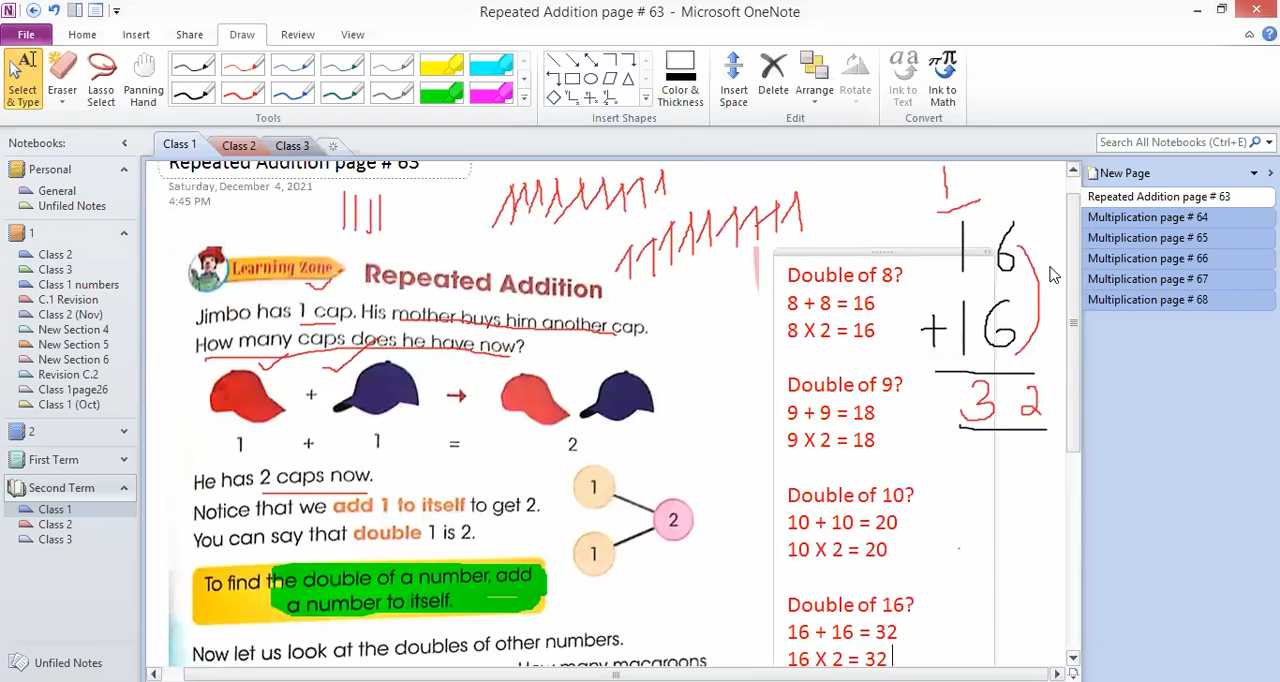 Repeated Addition page # 63 - Microsoft OneNote
File
Home
Insert
Share
Draw
Review
View
Select & Type
Eraser
Lasso Select
Panning Hand
Color & Thickness
Insert Space
Delete
Arrange
Rotate
Ink to Text
Ink to Math
Tools
Insert Shapes
Edit
Convert
Notebooks:
Personal
General
Unfiled Notes
1
Class 2
Class 3
Class 1 numbers
C.1 Revision
Class 2 (Nov)
New Section 4
New Section 5
New Section 6
Revision C.2
Class 1page26
Class 1 (Oct)
2
First Term
Second Term
Class 1
Class 2
Class 3
Unfiled Notes
Class 1
Class 2
Class 3
Search All Notebooks (Ctrl+E)
New Page
Repeated Addition page # 63
Multiplication page # 64
Multiplication page # 65
Multiplication page # 66
Multiplication page # 67
Multiplication page # 68
Repeated Addition page # 63
Saturday, December 4, 2021
4:45 PM
Learning Zone
Repeated Addition
Jimbo has 1 cap. His mother buys him another cap.
How many caps does he have now?
+
1 + 1 = 2
He has 2 caps now.
Notice that we add 1 to itself to get 2.
You can say that double 1 is 2.
1
2
1
To find the double of a number, add
a number to itself.
Now let us look at the doubles of other numbers.
How many macaroons
Double of 8?
8 + 8 = 16
8 X 2 = 16
Double of 9?
9 + 9 = 18
9 X 2 = 18
Double of 10?
10 + 10 = 20
10 X 2 = 20
Double of 16?
16 + 16 = 32
16 X 2 = 32
1
16
+16
32